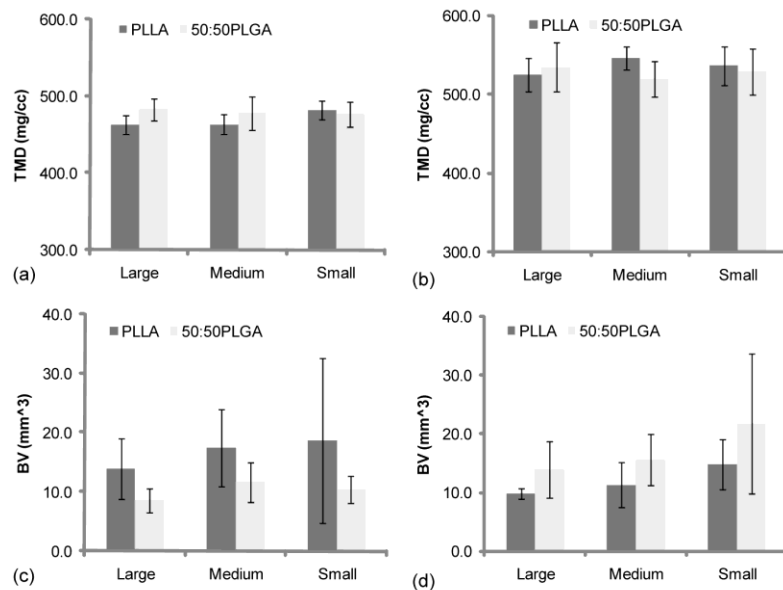 600.0
PLLA 50:50PLGA
500.0
TMD (mg/cc)
400.0
300.0
(a)
Large Medium Small
600.0
PLLA 50:50PLGA
500.0
TMD (mg/cc)
400.0
300.0
(b)
Large Medium Small
40.0
PLLA 50:50PLGA
30.0
BV (mm^3)
20.0
10.0
0.0
(c)
Large Medium Small
40.0
PLLA 50:50PLGA
30.0
BV (mm^3)
20.0
10.0
0.0
(d)
Large Medium Small